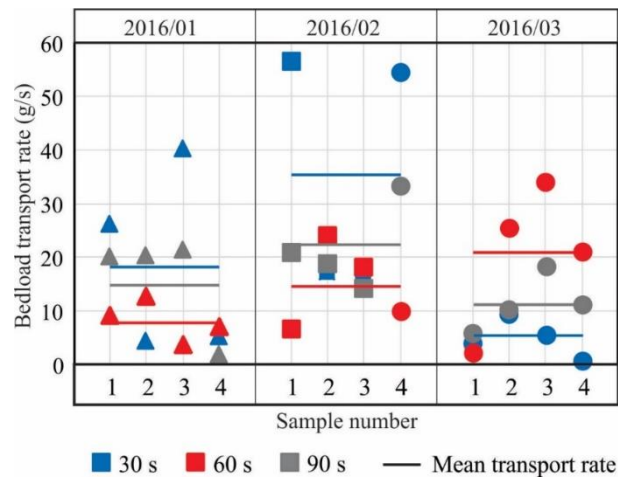 2016/01 2016/02 2016/03
60
50
40
30
20
10
0
Bedload transport rate (g/s)
1 2 3 4 1 2 3 4 1 2 3 4
Sample number
30 s 60 s 90 s Mean transport rate